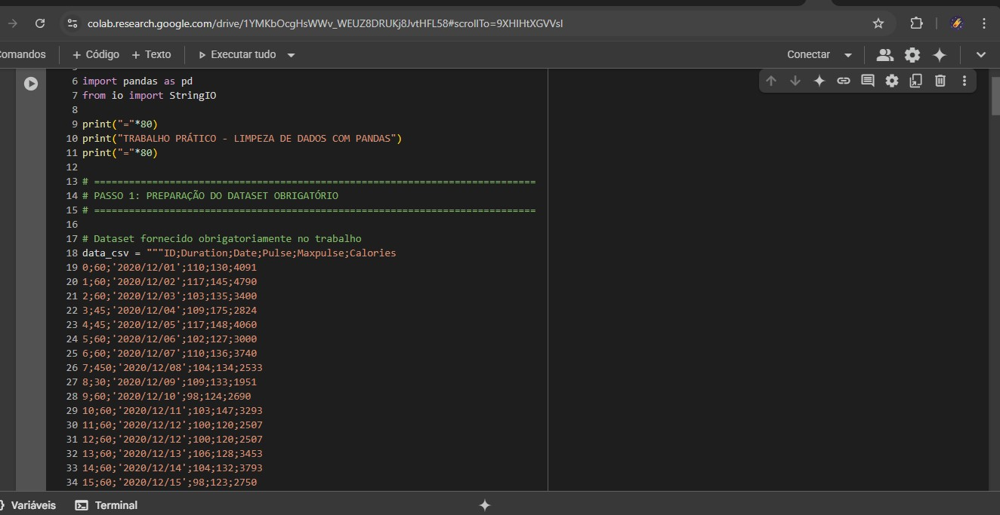 colab.research.google.com/drive/1YMKbOcgHsWWv_WEUZ8DRUKj8JvtHFL58#scrollTo=9XHIHtXGVVsI
omandos + Código + Texto Executar tudo Conectar
6 import pandas as pd
7 from io import StringIO
8
9 print("="*80)
10 print("TRABALHO PRÁTICO - LIMPEZA DE DADOS COM PANDAS")
11 print("="*80)
12
13 # ============================================================================
14 # PASSO 1: PREPARAÇÃO DO DATASET OBRIGATÓRIO
15 # ============================================================================
16
17 # Dataset fornecido obrigatoriamente no trabalho
18 data_csv = """ID;Duration;Date;Pulse;Maxpulse;Calories
19 0;60;'2020/12/01';110;130;4091
20 1;60;'2020/12/02';117;145;4790
21 2;60;'2020/12/03';103;135;3400
22 3;45;'2020/12/04';109;175;2824
23 4;45;'2020/12/05';117;148;4060
24 5;60;'2020/12/06';102;127;3000
25 6;60;'2020/12/07';110;136;3740
26 7;450;'2020/12/08';104;134;2533
27 8;30;'2020/12/09';109;133;1951
28 9;60;'2020/12/10';98;124;2690
29 10;60;'2020/12/11';103;147;3293
30 11;60;'2020/12/12';100;120;2507
31 12;60;'2020/12/12';100;120;2507
32 13;60;'2020/12/13';106;128;3453
33 14;60;'2020/12/14';104;132;3793
34 15;60;'2020/12/15';98;123;2750
Variáveis Terminal